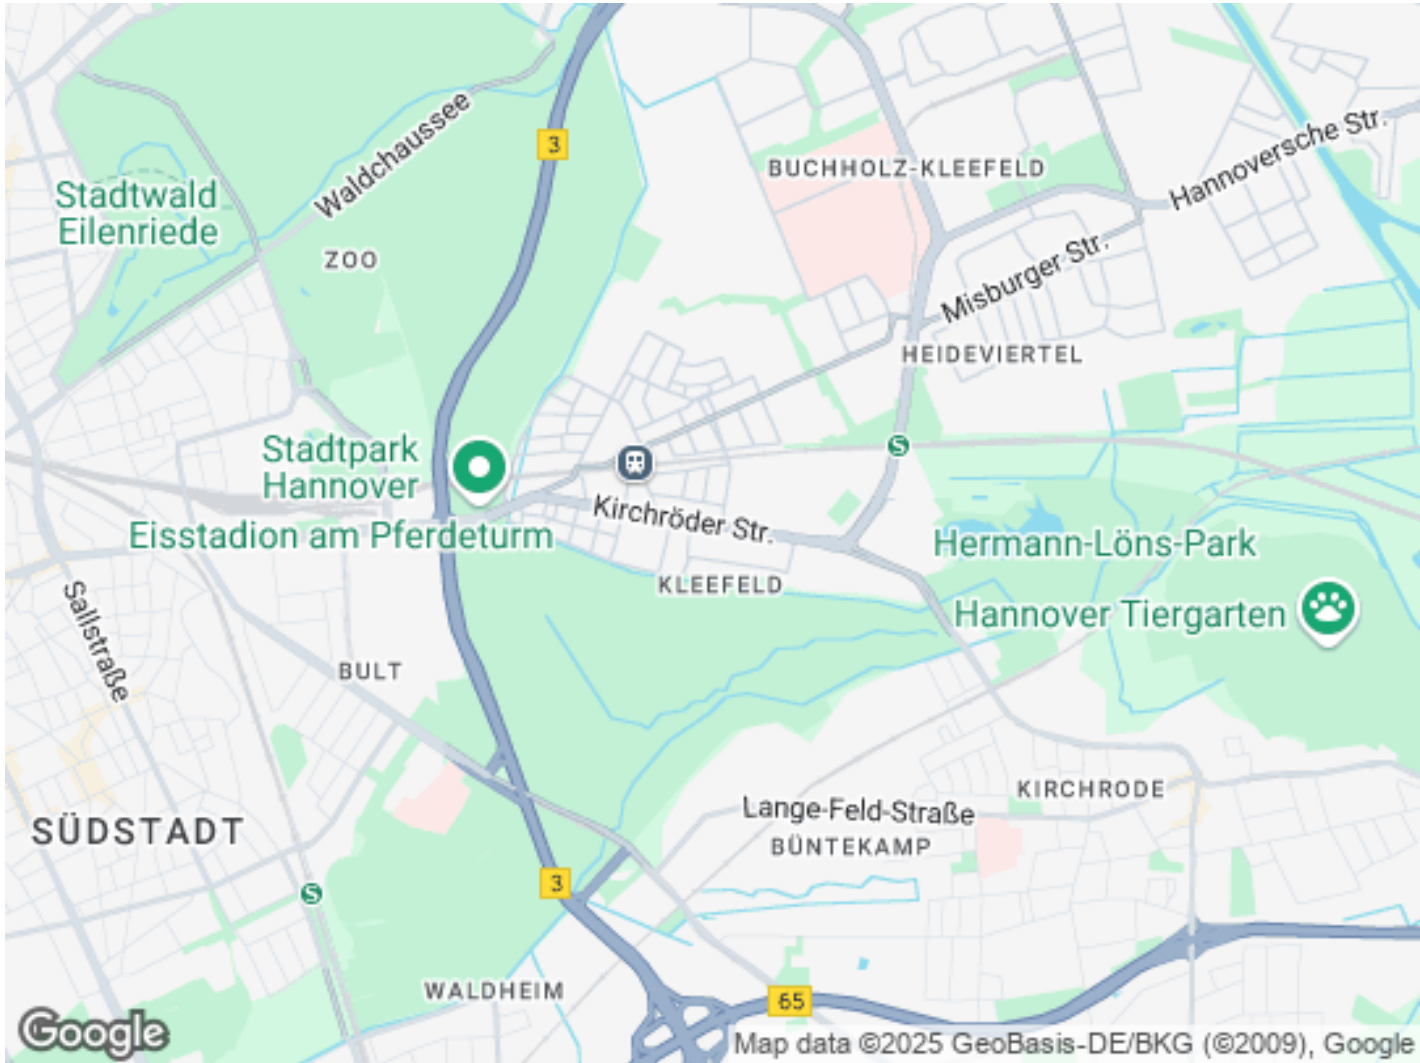 3
Waldchaussee
Hannoversche Str.
BUCHHOLZ-KLEEFELD
Stadtwald
Eilenriede
ZOO
Misburger Str.
HEIDEVIERTEL
Stadtpark
Hannover
S
Eisstadion am Pferdeturm
Kirchröder Str.
Hermann-Löns-Park
KLEEFELD
Hannover Tiergarten
Sallstraße
BULT
KIRCHRODE
Lange-Feld-Straße
SÜDSTADT
BÜNTEKAMP
3
S
WALDHEIM
65
Google
Map data ©2025 GeoBasis-DE/BKG (©2009), Google